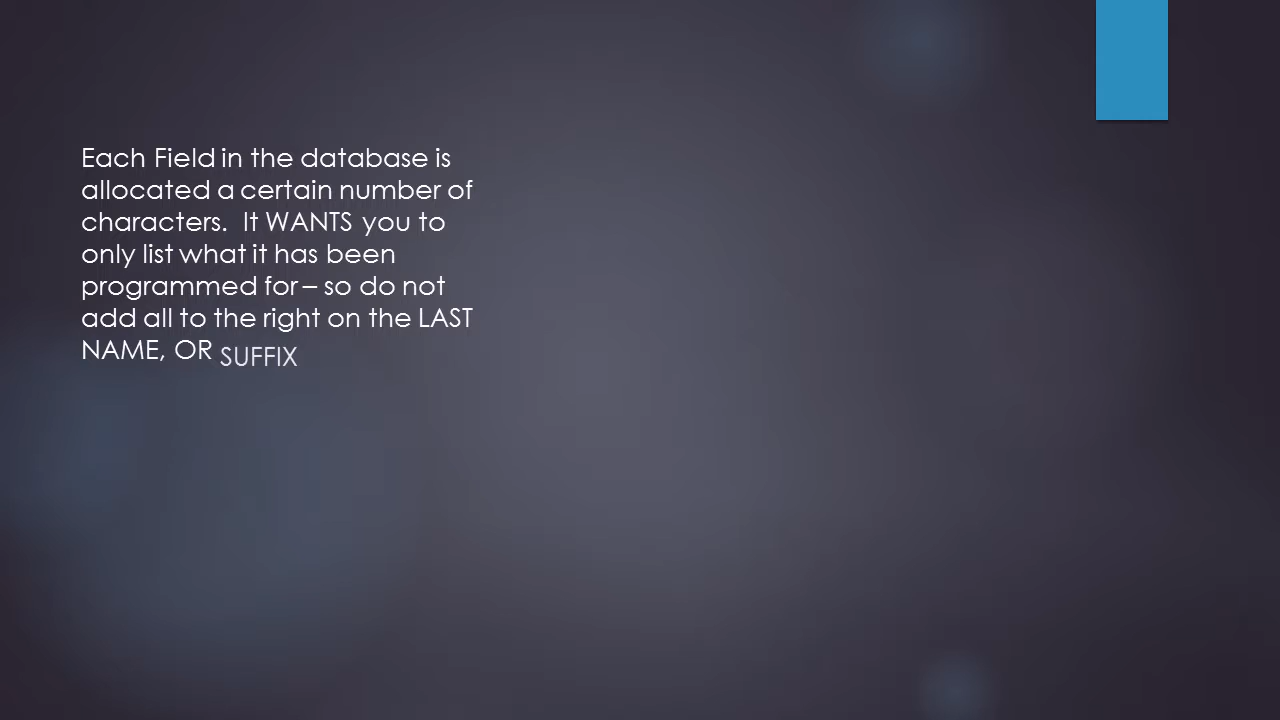 Each Field in the database is
allocated a certain number of
characters.  It WANTS you to
only list what it has been
programmed for – so do not
add all to the right on the LAST
NAME, OR SUFFIX